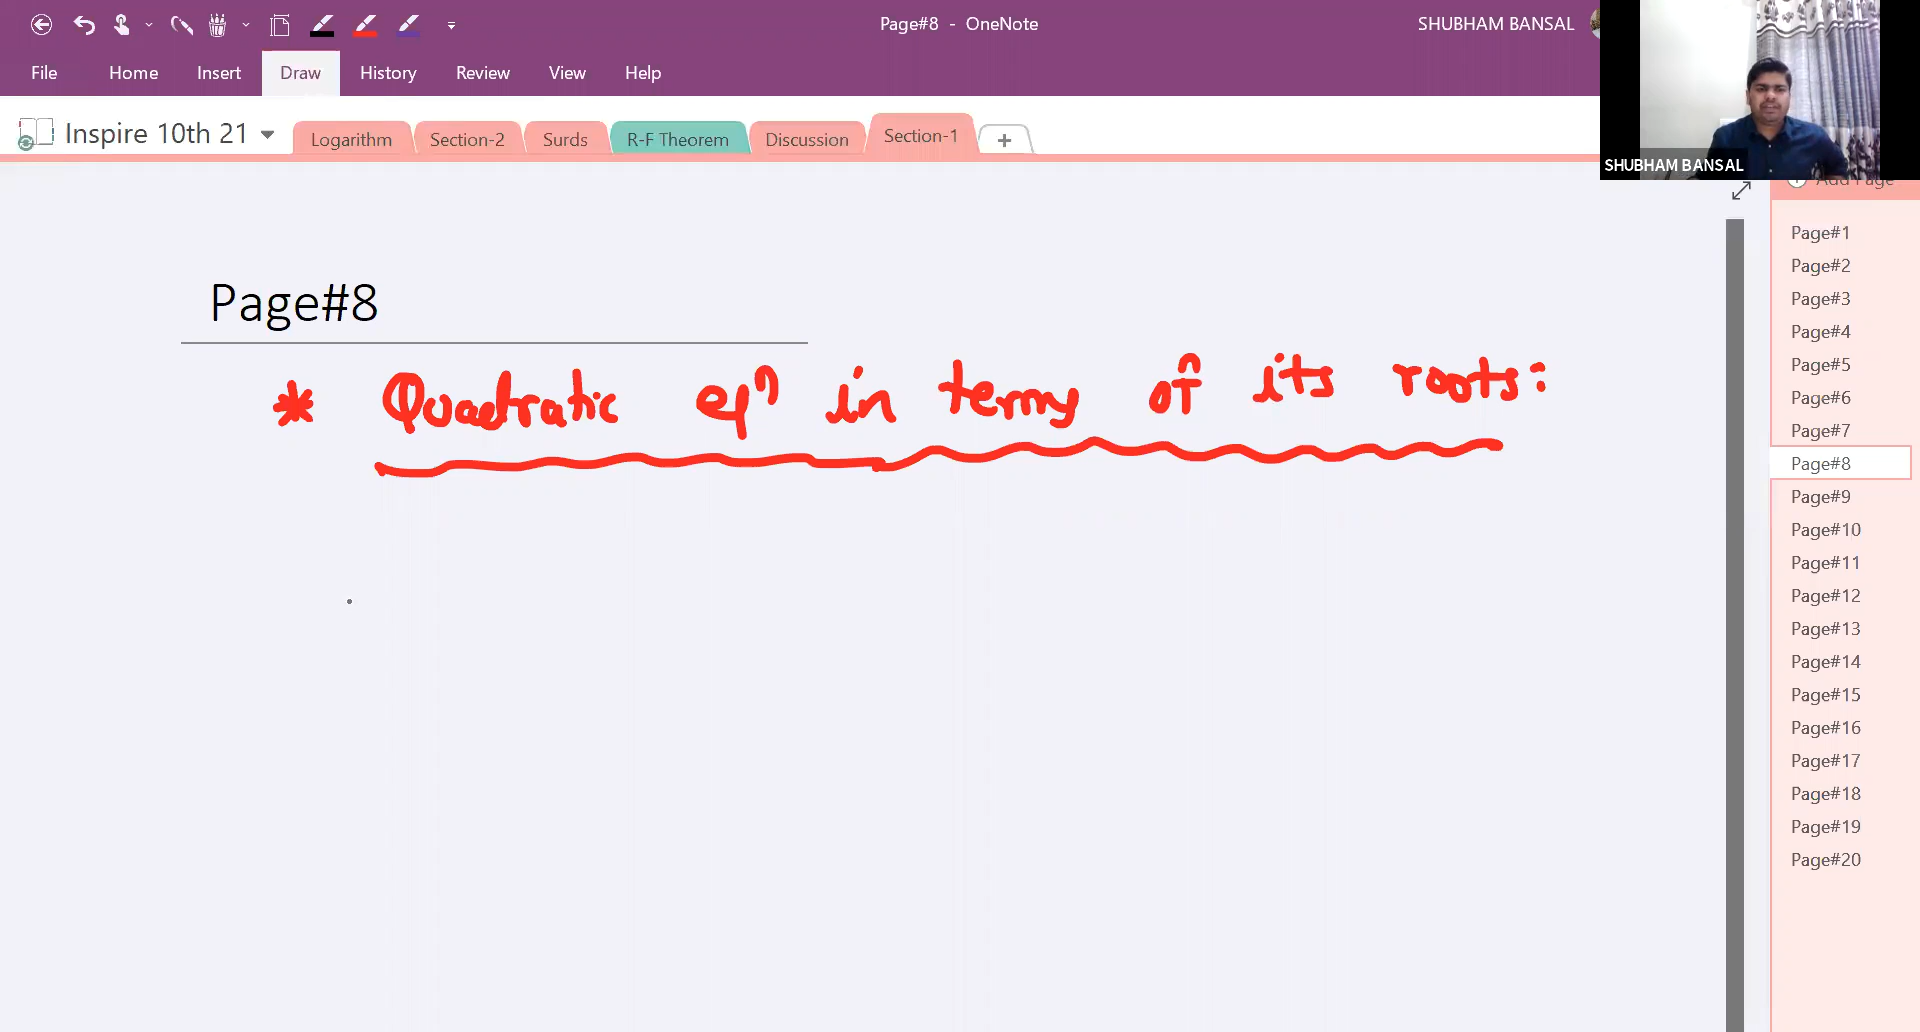 Page#8 - OneNote
SHUBHAM BANSAL
File Home Insert Draw History Review View Help
Inspire 10th 21 Logarithm Section-2 Surds R-F Theorem Discussion Section-1 +
SHUBHAM BANSAL
Add Page
Page#8
* Quadratic eqⁿ in terms of its roots:
Page#1
Page#2
Page#3
Page#4
Page#5
Page#6
Page#7
Page#8
Page#9
Page#10
Page#11
Page#12
Page#13
Page#14
Page#15
Page#16
Page#17
Page#18
Page#19
Page#20